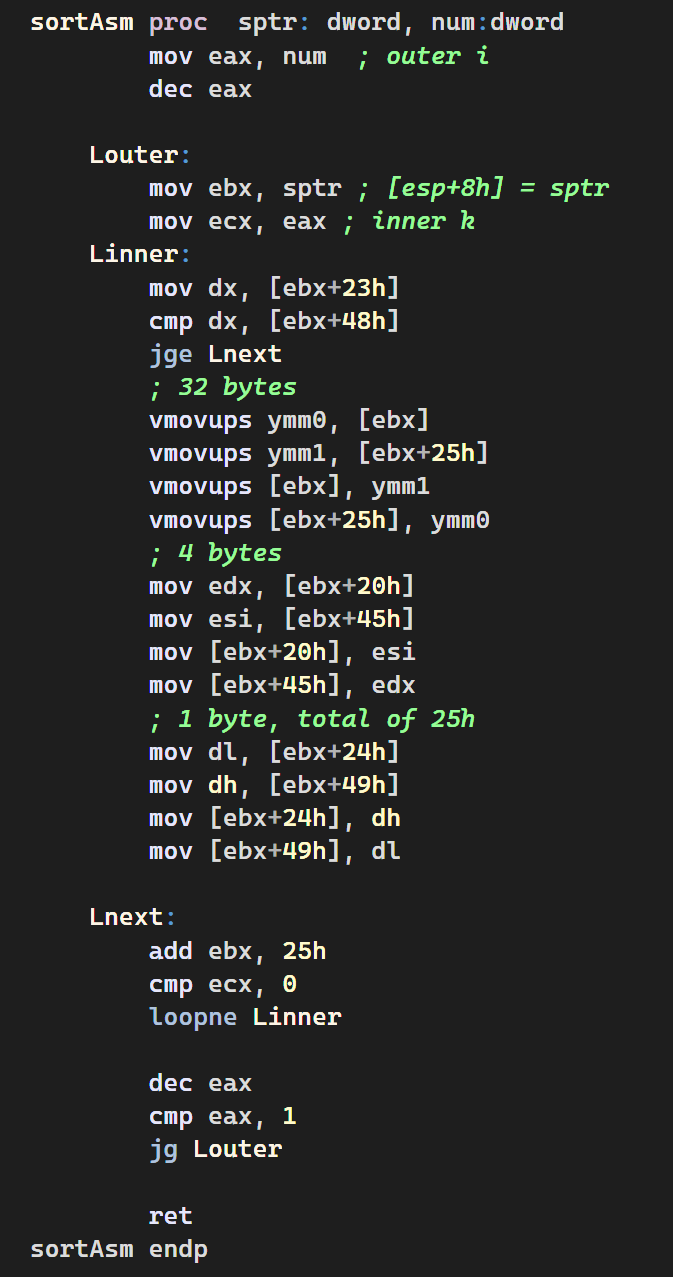 sortAsm proc  sptr: dword, num:dword
        mov eax, num  ; outer i
        dec eax

    Louter:
        mov ebx, sptr ; [esp+8h] = sptr
        mov ecx, eax ; inner k
    Linner:
        mov dx, [ebx+23h]
        cmp dx, [ebx+48h]
        jge Lnext
        ; 32 bytes
        vmovups ymm0, [ebx]
        vmovups ymm1, [ebx+25h]
        vmovups [ebx], ymm1
        vmovups [ebx+25h], ymm0
        ; 4 bytes
        mov edx, [ebx+20h]
        mov esi, [ebx+45h]
        mov [ebx+20h], esi
        mov [ebx+45h], edx
        ; 1 byte, total of 25h
        mov dl, [ebx+24h]
        mov dh, [ebx+49h]
        mov [ebx+24h], dh
        mov [ebx+49h], dl

    Lnext:
        add ebx, 25h
        cmp ecx, 0
        loopne Linner

        dec eax
        cmp eax, 1
        jg Louter

        ret
sortAsm endp